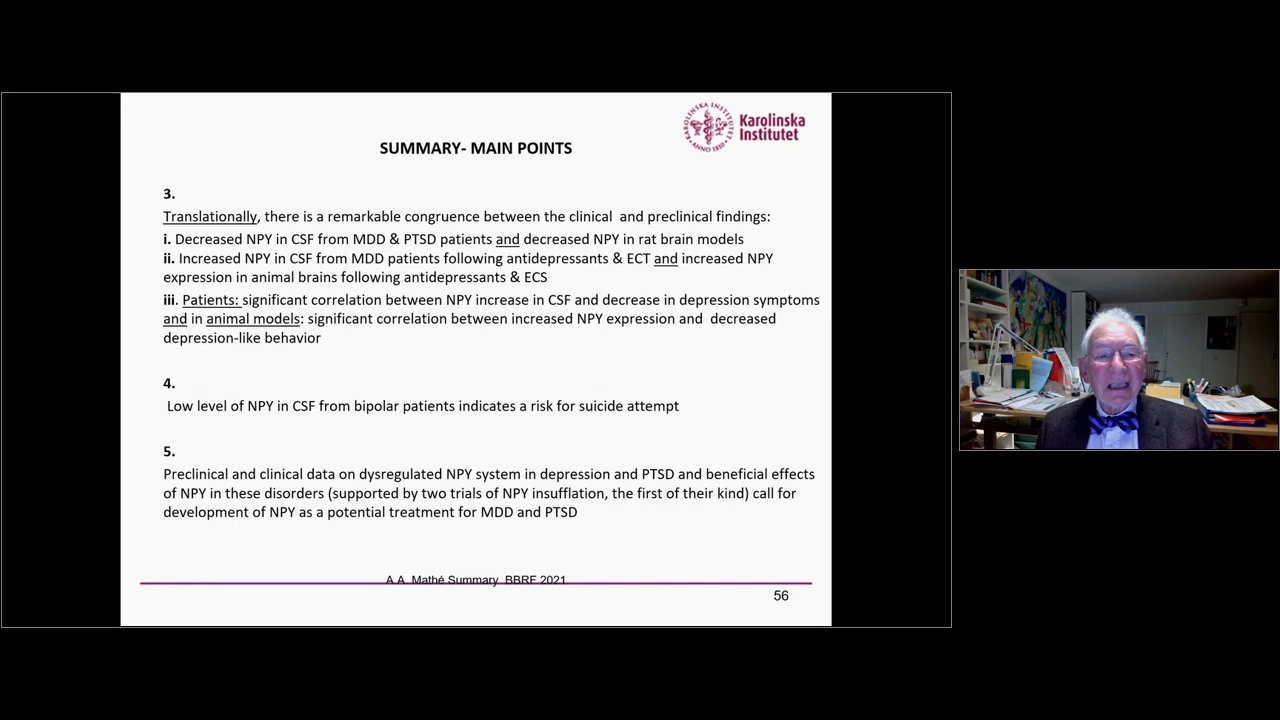 KAROLINSKA INSTITUTET
ANNO 1810
Karolinska
Institutet
SUMMARY- MAIN POINTS
3.
Translationally, there is a remarkable congruence between the clinical and preclinical findings:
i. Decreased NPY in CSF from MDD & PTSD patients and decreased NPY in rat brain models
ii. Increased NPY in CSF from MDD patients following antidepressants & ECT and increased NPY
expression in animal brains following antidepressants & ECS
iii. Patients: significant correlation between NPY increase in CSF and decrease in depression symptoms
and in animal models: significant correlation between increased NPY expression and decreased
depression-like behavior
4.
Low level of NPY in CSF from bipolar patients indicates a risk for suicide attempt
5.
Preclinical and clinical data on dysregulated NPY system in depression and PTSD and beneficial effects
of NPY in these disorders (supported by two trials of NPY insufflation, the first of their kind) call for
development of NPY as a potential treatment for MDD and PTSD
A.A. Mathé Summary BBRF 2021
56